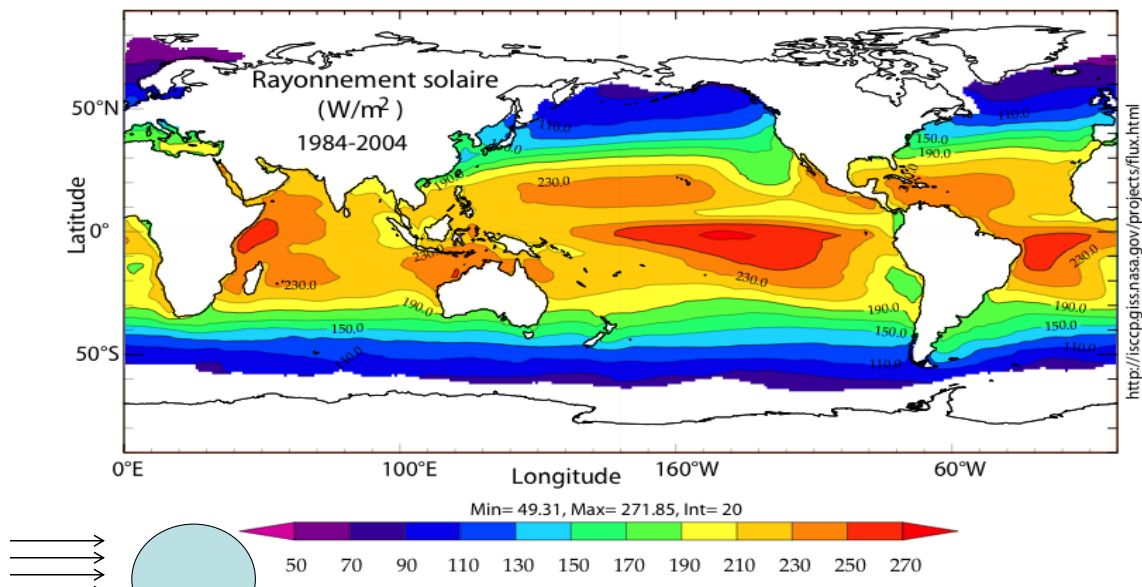 Rayonnement solaire
(W/m²)
1984-2004
50°N
0°
50°S
Latitude
110.0
110.0
150.0
190.0
190.0
230.0
230.0
230.0
230.0
230.0
190.0
190.0
190.0
150.0
150.0
150.0
110.0
110.0
110.0
0°E
100°E
160°W
60°W
Longitude
http://isccp.giss.nasa.gov/projects/flux.html
Min= 49.31, Max= 271.85, Int= 20
50 70 90 110 130 150 170 190 210 230 250 270